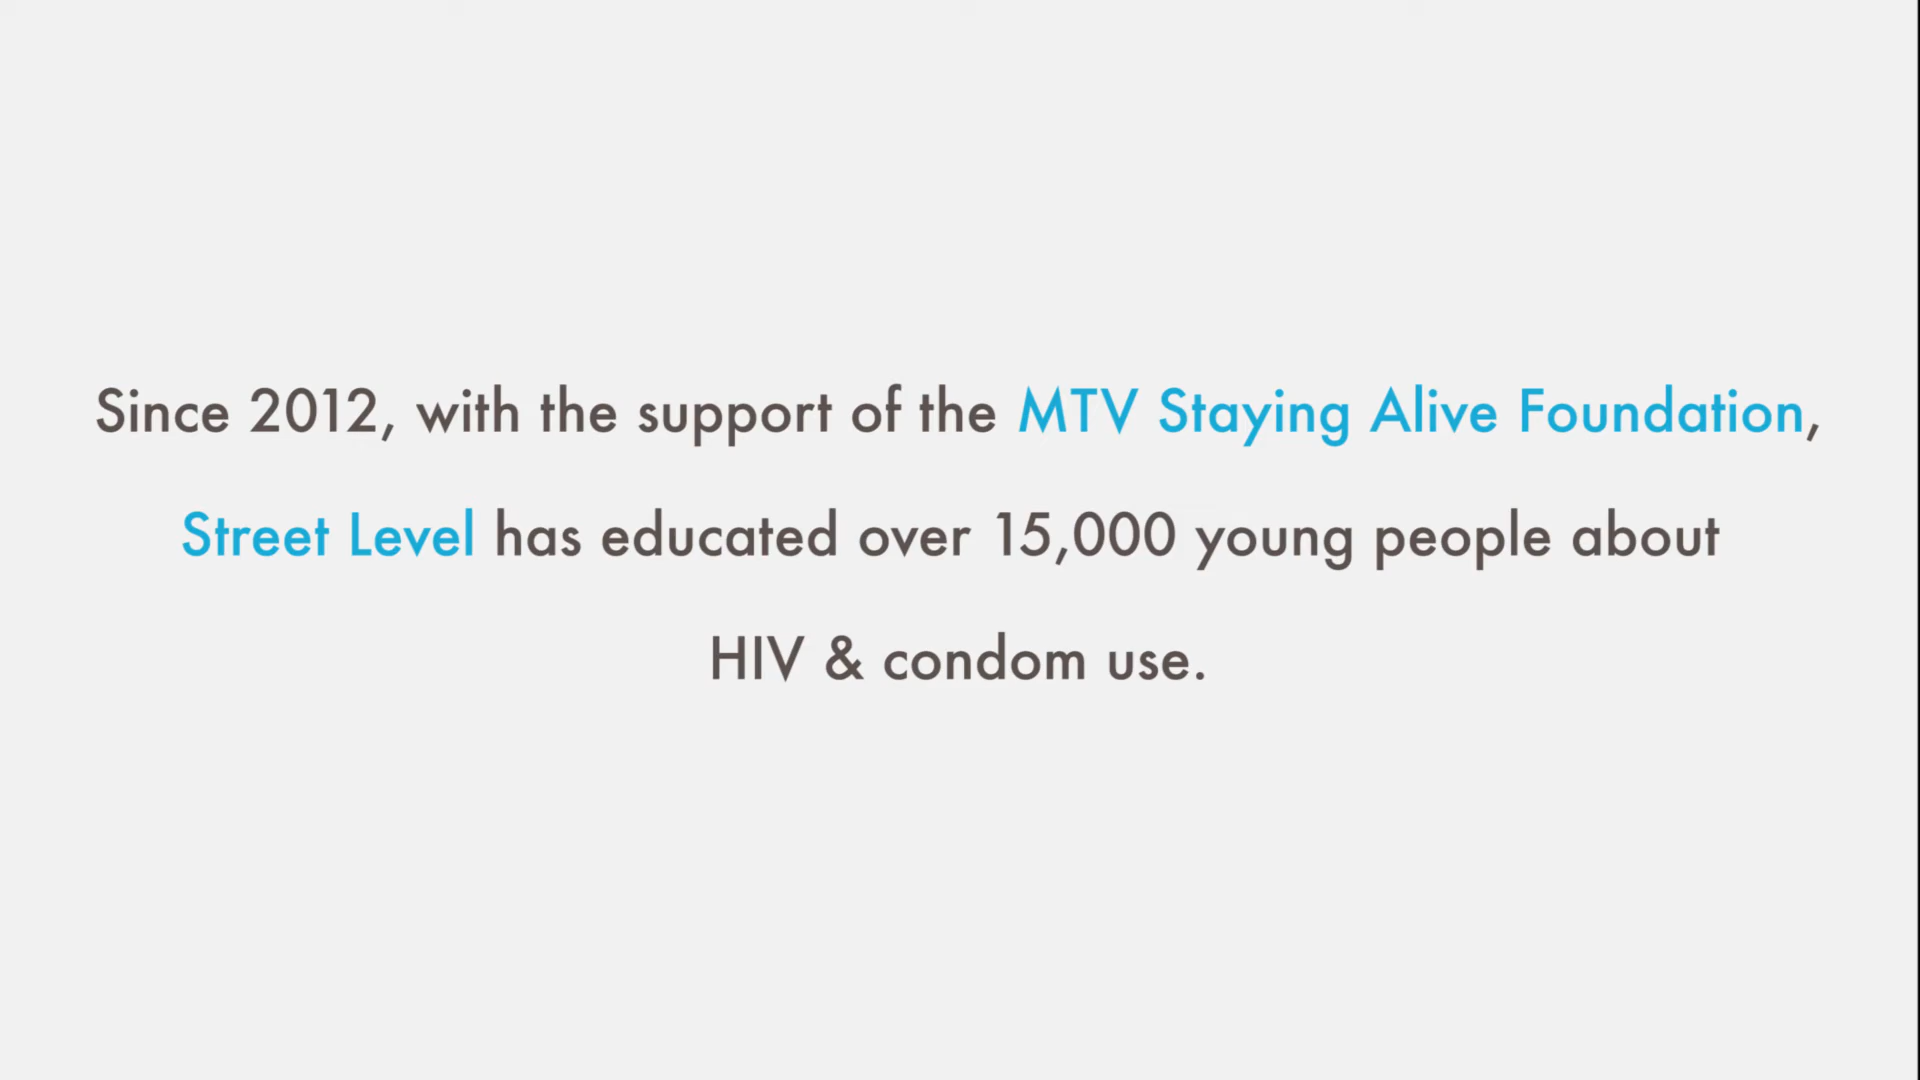 Since 2012, with the support of the MTV Staying Alive Foundation,
Street Level has educated over 15,000 young people about
HIV & condom use.